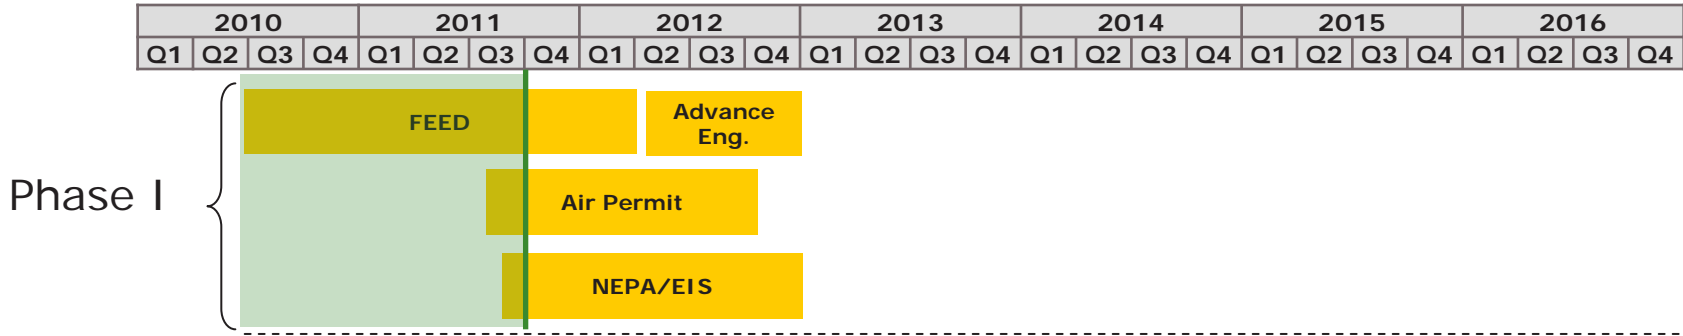 2010 2011 2012 2013 2014 2015 2016
Q1 Q2 Q3 Q4 Q1 Q2 Q3 Q4 Q1 Q2 Q3 Q4 Q1 Q2 Q3 Q4 Q1 Q2 Q3 Q4 Q1 Q2 Q3 Q4 Q1 Q2 Q3 Q4
FEED
Advance
Eng.
Phase I
Air Permit
NEPA/EIS